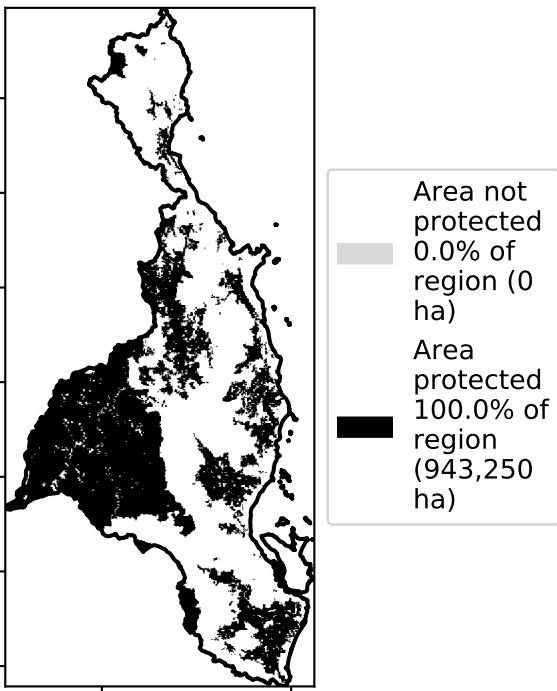 Area not
protected
0.0% of
region (0
ha)
Area
protected
100.0% of
region
(943,250
ha)